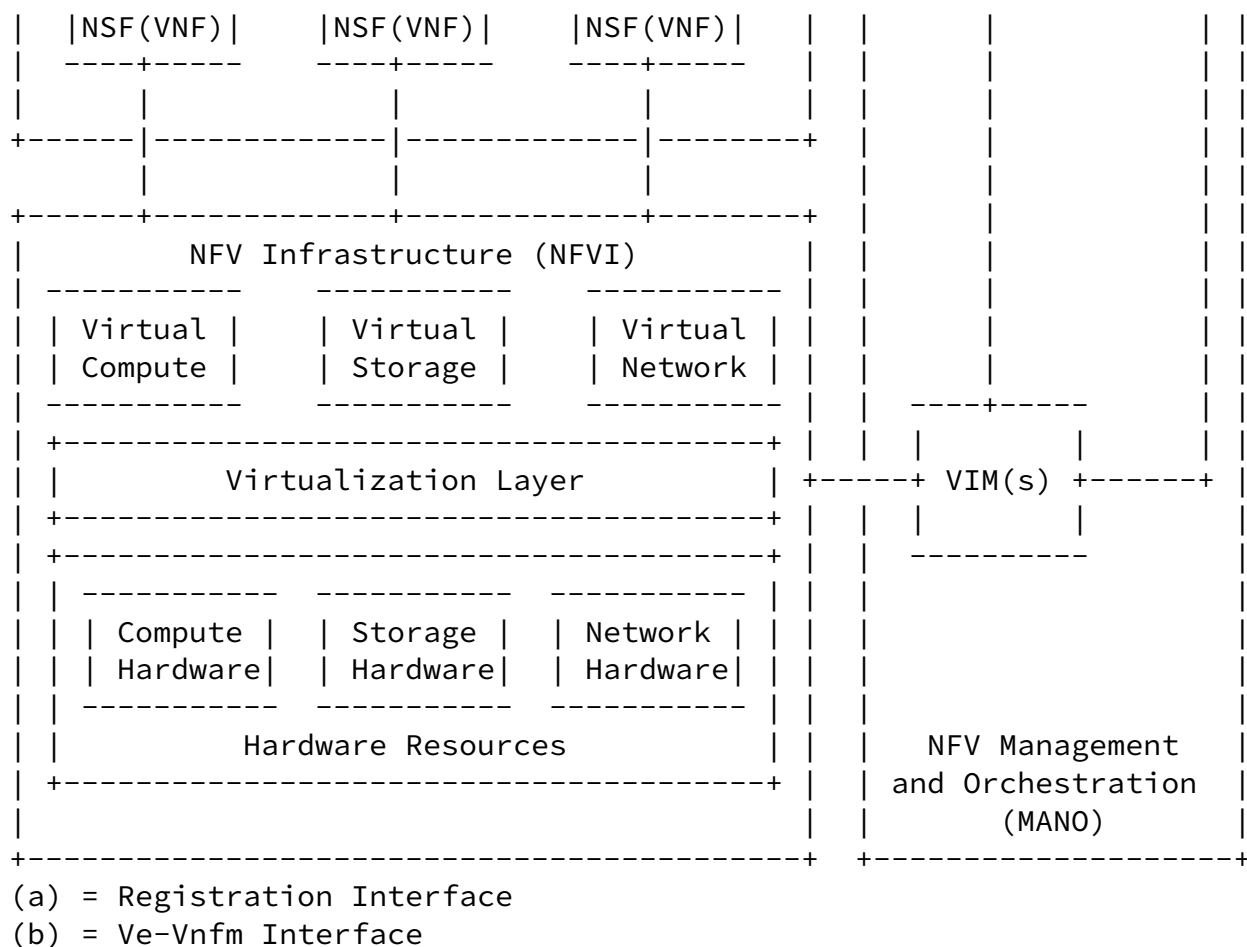 NSF(VNF) NSF(VNF) NSF(VNF)
NFV Infrastructure (NFVI)
Virtual Virtual Virtual
Compute Storage Network
Virtualization Layer VIM(s)
Compute Storage Network
Hardware Hardware Hardware
Hardware Resources NFV Management
and Orchestration
(MANO)
(a) = Registration Interface
(b) = Ve-Vnfm Interface